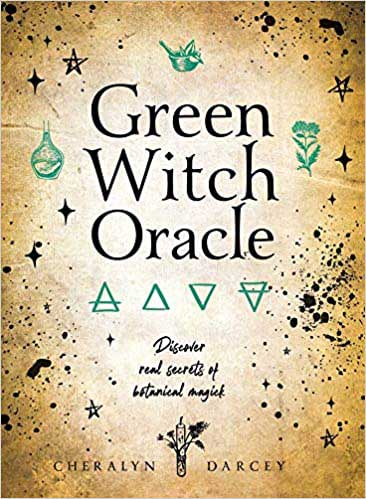 Green
Witch
Oracle
Discover
real secrets of
botanical magick
CHERALYN DARCEY